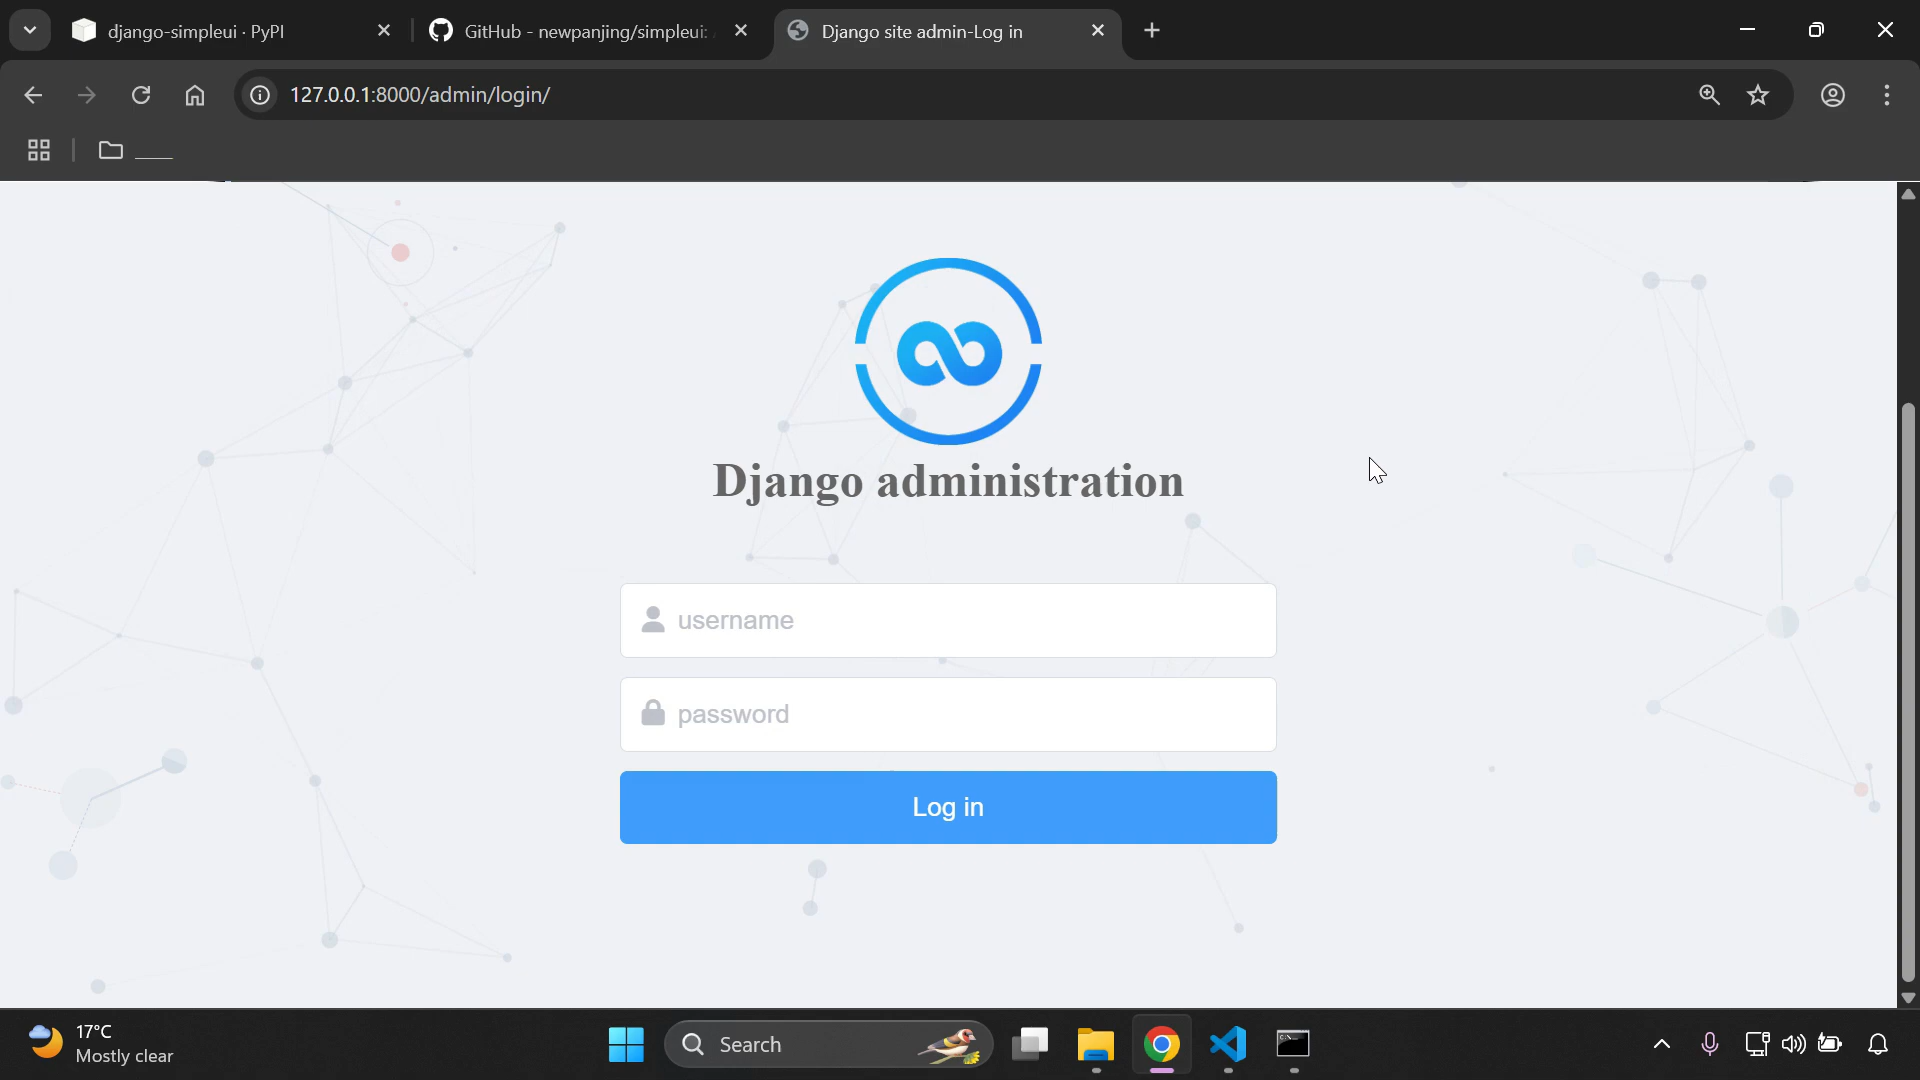 django-simpleui · PyPI
GitHub - newpanjing/simpleui:
Django site admin-Log in
127.0.0.1:8000/admin/login/
Django administration
username
password
Log in
17°C
Mostly clear
Search